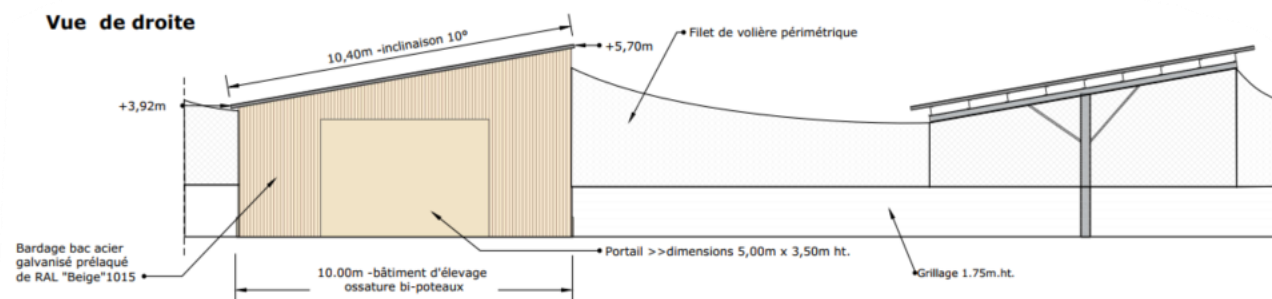 Vue de droite
10,40m -inclinaison 10°
+5,70m
Filet de volière périmétrique
+3,92m
Bardage bac acier
galvanisé prélaqué
de RAL "Beige"1015
Portail >>dimensions 5,00m x 3,50m ht.
Grillage 1.75m.ht.
10.00m -bâtiment d'élevage
ossature bi-poteaux